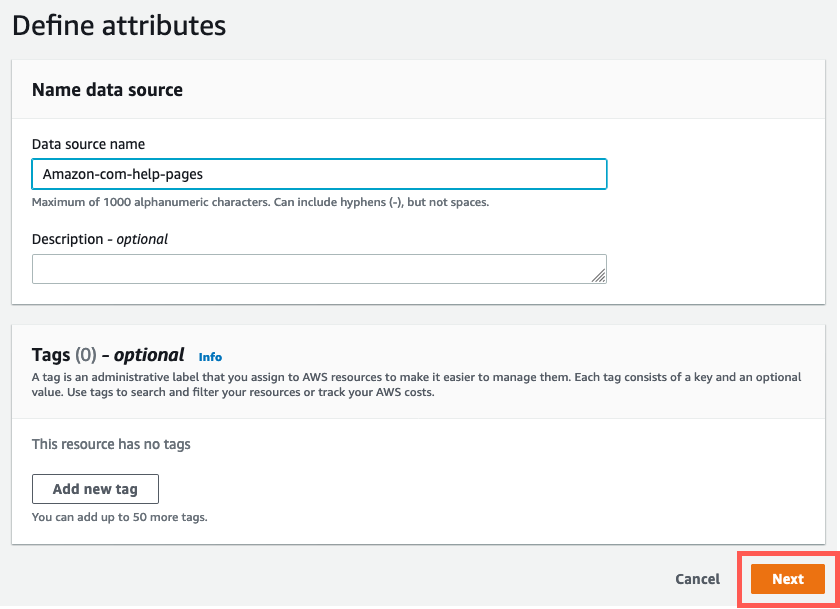 Define attributes
Name data source
Data source name
Amazon-com-help-pages
Maximum of 1000 alphanumeric characters. Can include hyphens (-), but not spaces.
Description - optional
Tags (0) - optional Info
A tag is an administrative label that you assign to AWS resources to make it easier to manage them. Each tag consists of a key and an optional
value. Use tags to search and filter your resources or track your AWS costs.
This resource has no tags
Add new tag
You can add up to 50 more tags.
Cancel Next